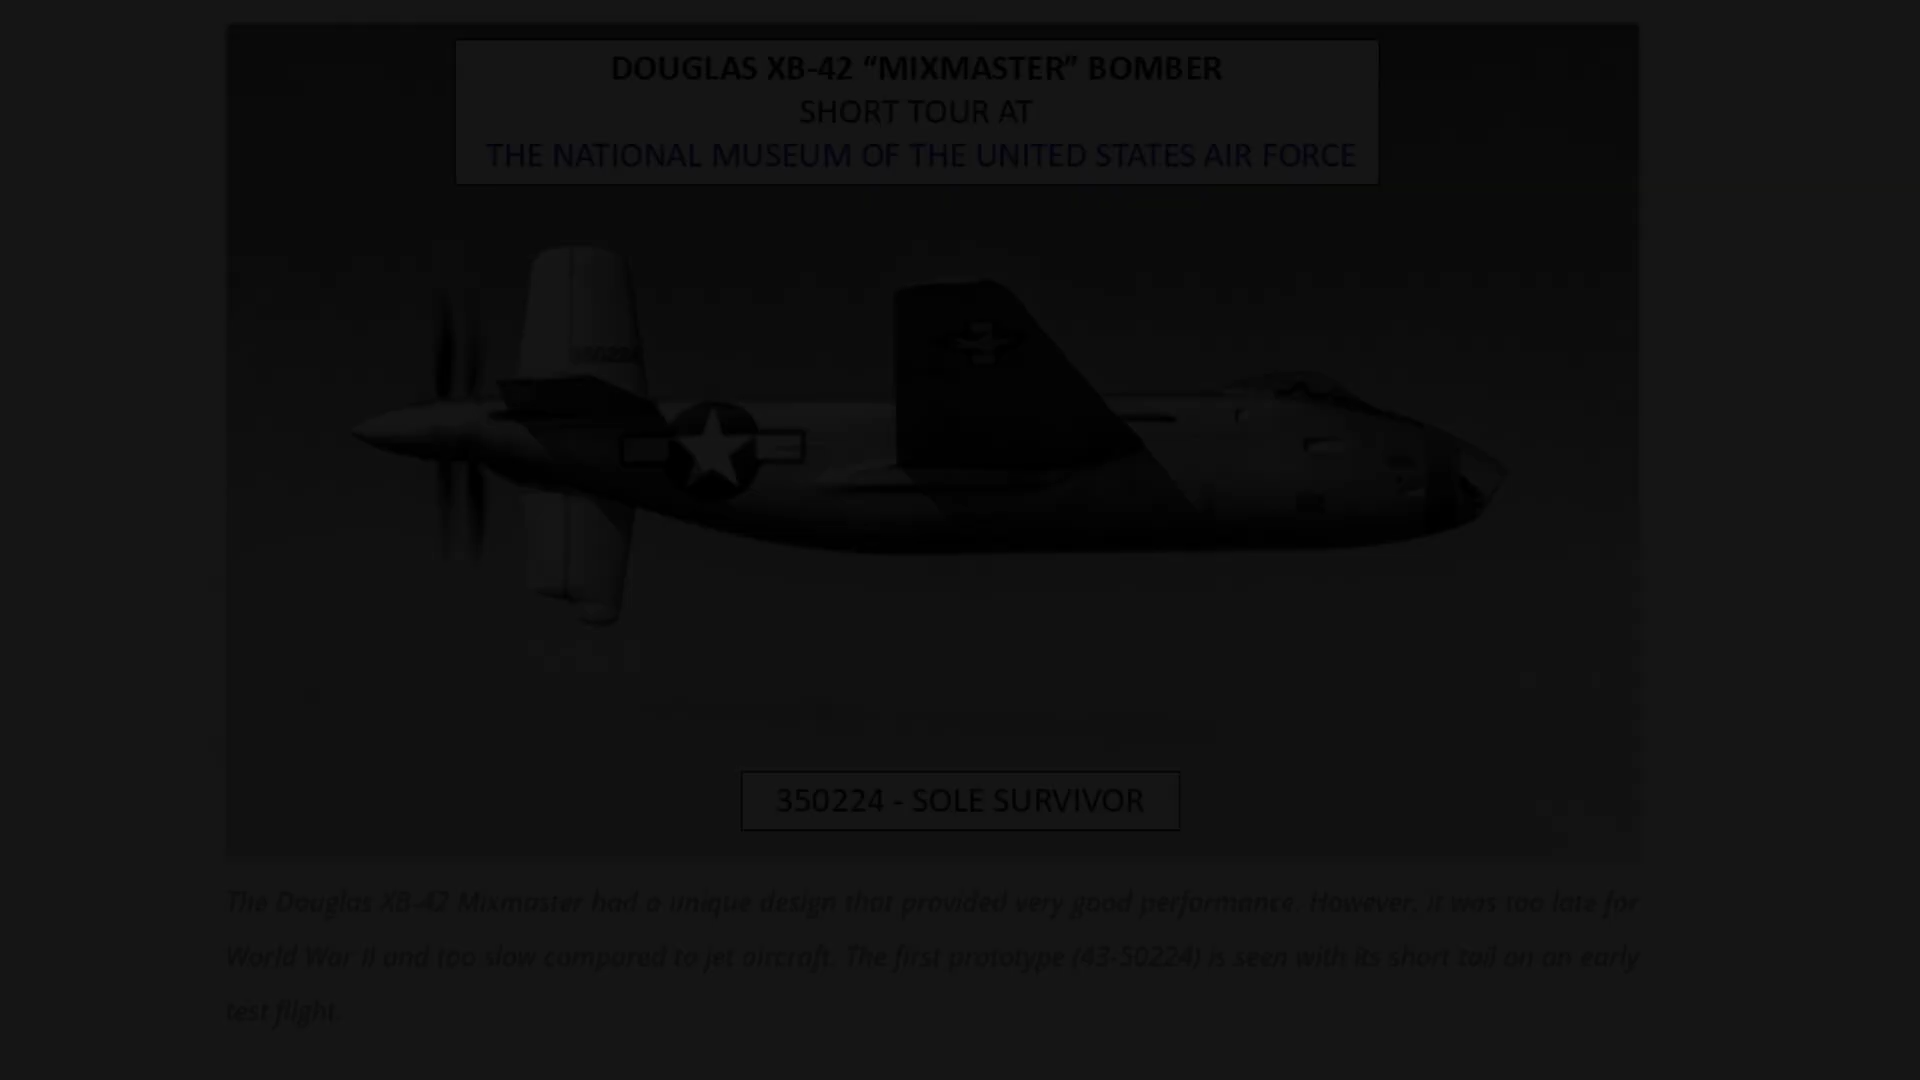 DOUGLAS XB-42 “MIXMASTER” BOMBER
SHORT TOUR AT
THE NATIONAL MUSEUM OF THE UNITED STATES AIR FORCE
350224 - SOLE SURVIVOR
The Douglas XB-42 Mixmaster had a unique design that provided very good performance. However, it was too late for
World War II and too slow compared to jet aircraft. The first prototype (43-50224) is seen with its short tail on an early
test flight.